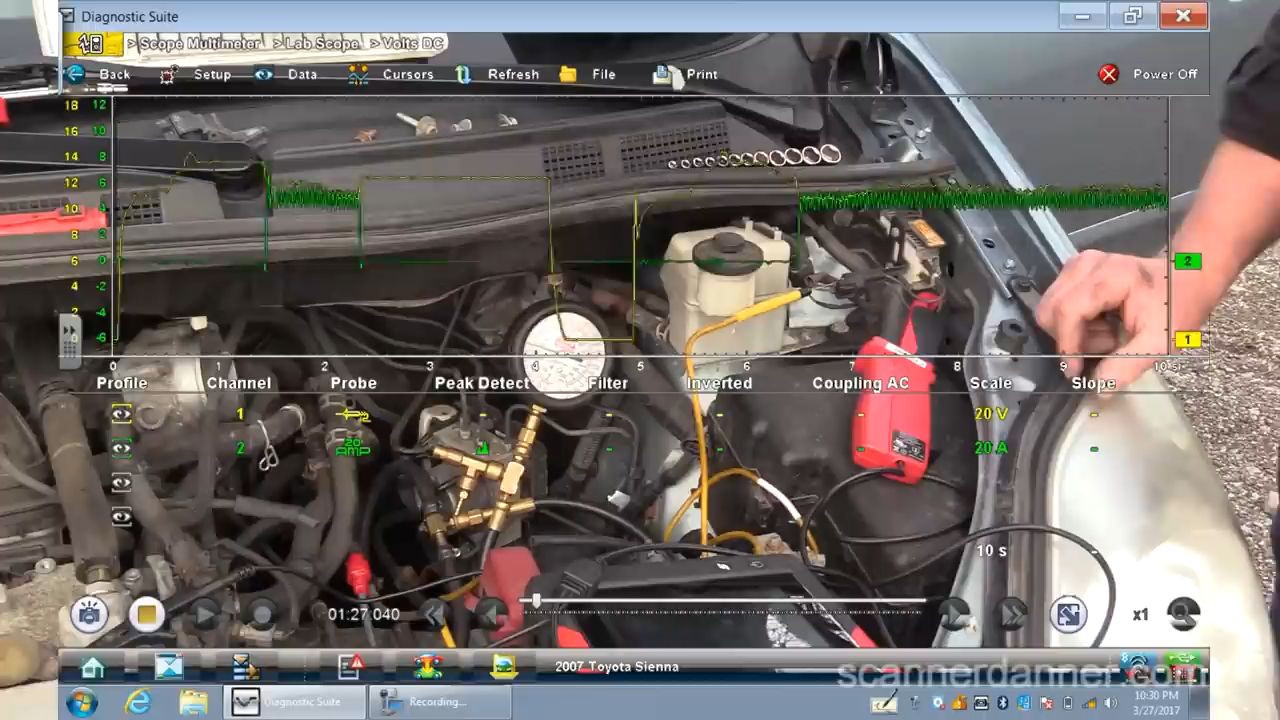 Diagnostic Suite
> Scope Multimeter > Lab Scope > Volts DC
Back Setup Data Cursors Refresh File Print Power Off
18 12
16 10
14 8
12 6
10 4
8 2
6 0
4 -2
2 -4
0 -6
2
1
0 1 2 3 4 5 6 7 8 9 10 s
Profile Channel Probe Peak Detect Filter Inverted Coupling AC Scale Slope
1 - - - - 20 V -
2 20 AMP - - - 20 A -
10 s
01:27.040
x1
2007 Toyota Sienna
scannerdanner.com
Diagnostic Suite
Recording...
10:30 PM
3/27/2017